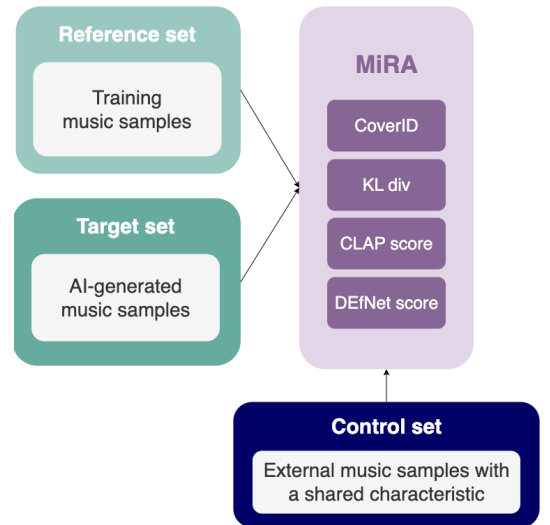 Reference set
Training
music samples
Target set
AI-generated
music samples
MiRA
CoverID
KL div
CLAP score
DEfNet score
Control set
External music samples with
a shared characteristic